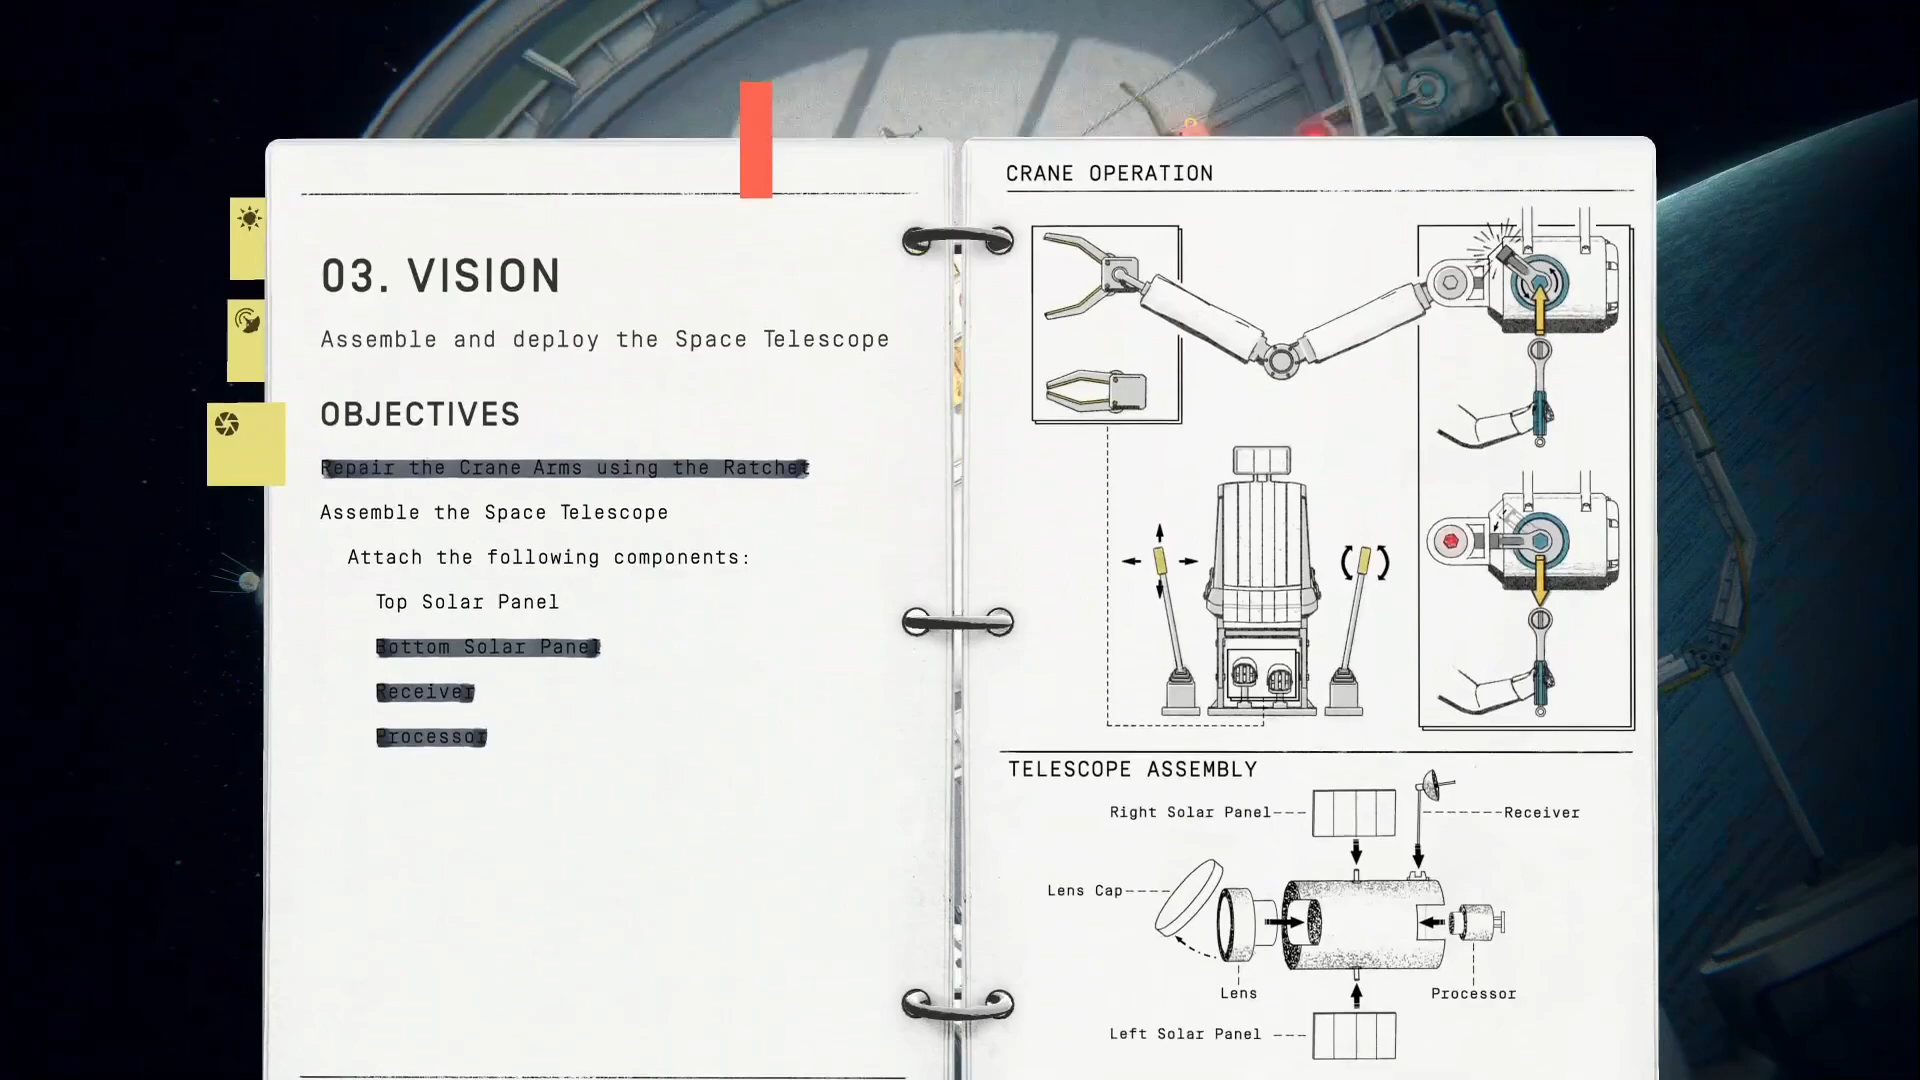 03. VISION
Assemble and deploy the Space Telescope
OBJECTIVES
Repair the Crane Arms using the Ratchet
Assemble the Space Telescope
Attach the following components:
Top Solar Panel
Bottom Solar Panel
Receiver
Processor
CRANE OPERATION
TELESCOPE ASSEMBLY
Right Solar Panel
Receiver
Lens Cap
Lens
Processor
Left Solar Panel